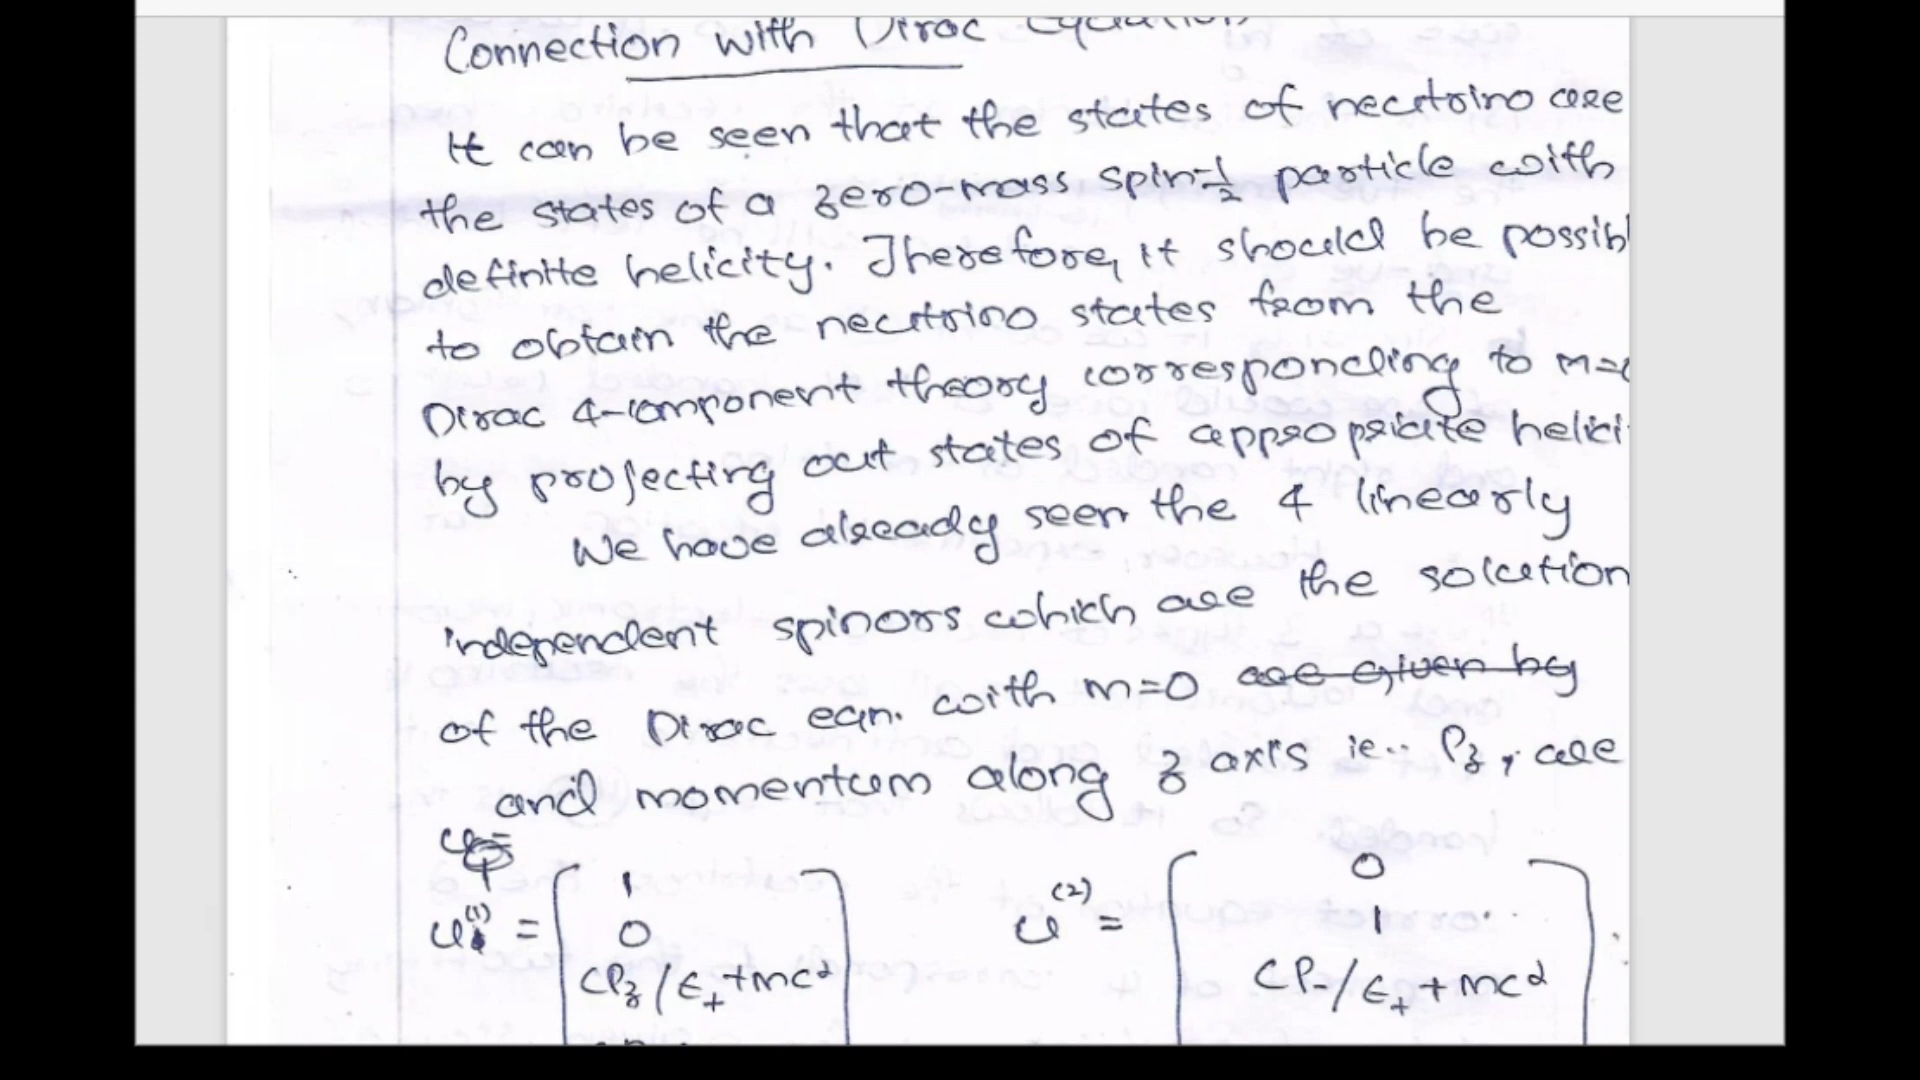 Connection with Dirac Equation
It can be seen that the states of neutrino are
the states of a zero-mass spin-1/2 particle with
definite helicity. Therefore, it should be possibl
to obtain the neutrino states from the
Dirac 4-component theory corresponding to m=0
by projecting out states of appropriate helici
We have already seen the 4 linearly
independent spinors which are the solution
of the Dirac eqn. with m=0 are given by
and momentum along z axis ie.. Pz, are
u
u(1) = [ 1 u(2) = [ 0
0 1
CPz/ϵ₊+mc² CP-/ϵ₊+mc²